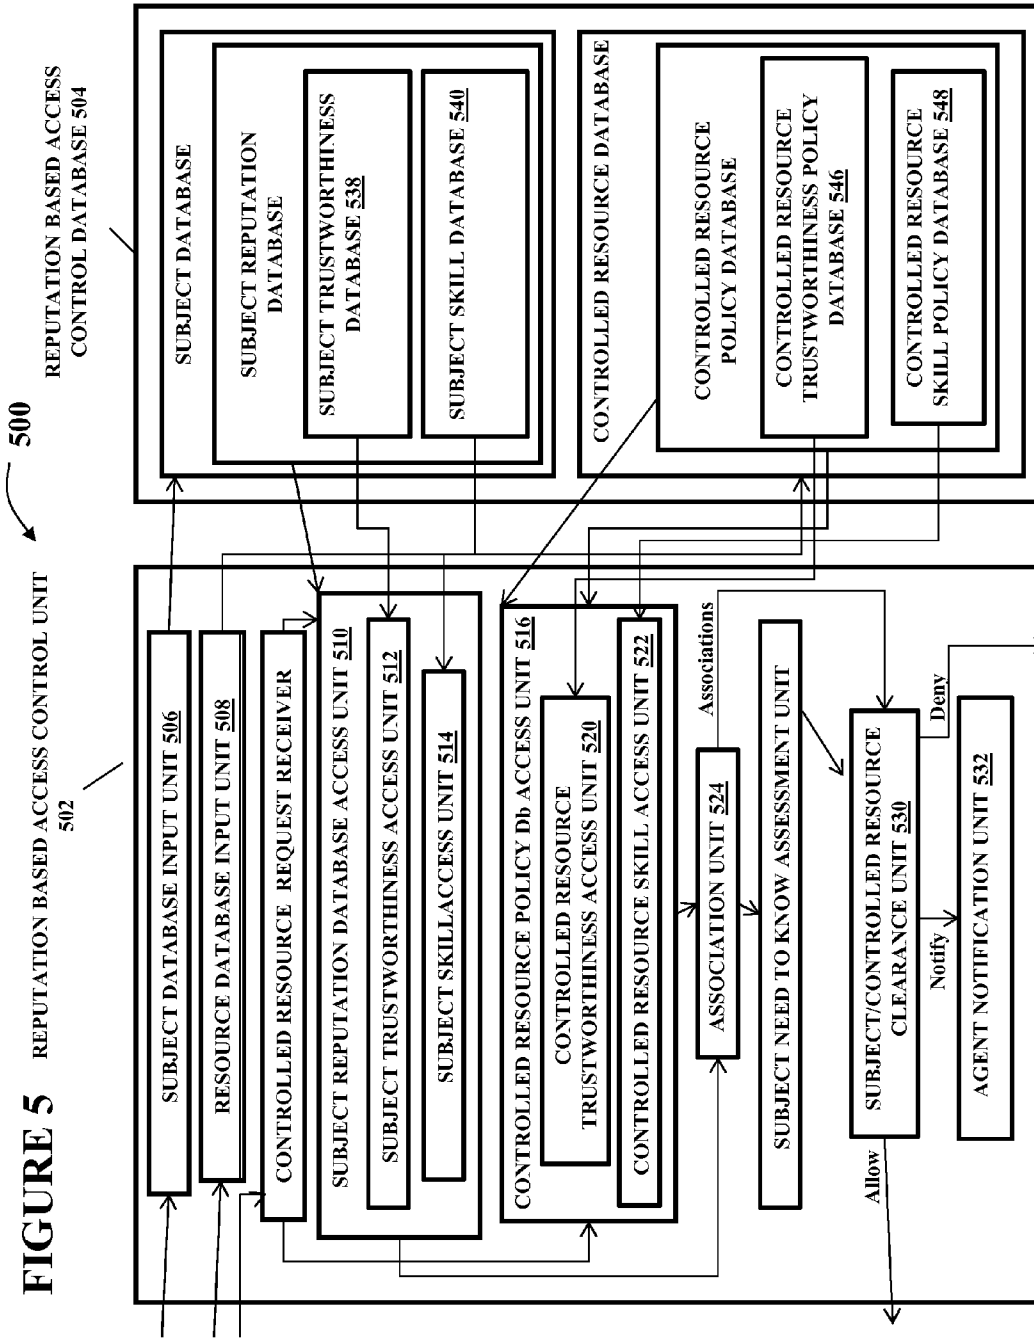 FIGURE 5
500
REPUTATION BASED ACCESS CONTROL UNIT
502
REPUTATION BASED ACCESS
CONTROL DATABASE 504
SUBJECT DATABASE INPUT UNIT 506
RESOURCE DATABASE INPUT UNIT 508
CONTROLLED RESOURCE REQUEST RECEIVER
SUBJECT REPUTATION DATABASE ACCESS UNIT 510
SUBJECT TRUSTWORTHINESS ACCESS UNIT 512
SUBJECT SKILLACCESS UNIT 514
CONTROLLED RESOURCE POLICY Db ACCESS UNIT 516
CONTROLLED RESOURCE
TRUSTWORTHINESS ACCESS UNIT 520
CONTROLLED RESOURCE SKILL ACCESS UNIT 522
ASSOCIATION UNIT 524
Associations
SUBJECT NEED TO KNOW ASSESSMENT UNIT
SUBJECT/CONTROLLED RESOURCE
CLEARANCE UNIT 530
Allow
Notify
Deny
AGENT NOTIFICATION UNIT 532
SUBJECT DATABASE
SUBJECT REPUTATION
DATABASE
SUBJECT TRUSTWORTHINESS
DATABASE 538
SUBJECT SKILL DATABASE 540
CONTROLLED RESOURCE DATABASE
CONTROLLED RESOURCE
POLICY DATABASE
CONTROLLED RESOURCE
TRUSTWORTHINESS POLICY
DATABASE 546
CONTROLLED RESOURCE
SKILL POLICY DATABASE 548